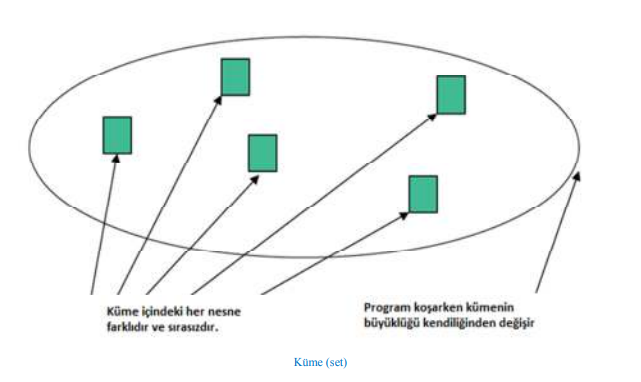 Küme içindeki her nesne
farklıdır ve sırasızdır.
Program koşarken kümenin
büyüklüğü kendiliğinden değişir
Küme (set)